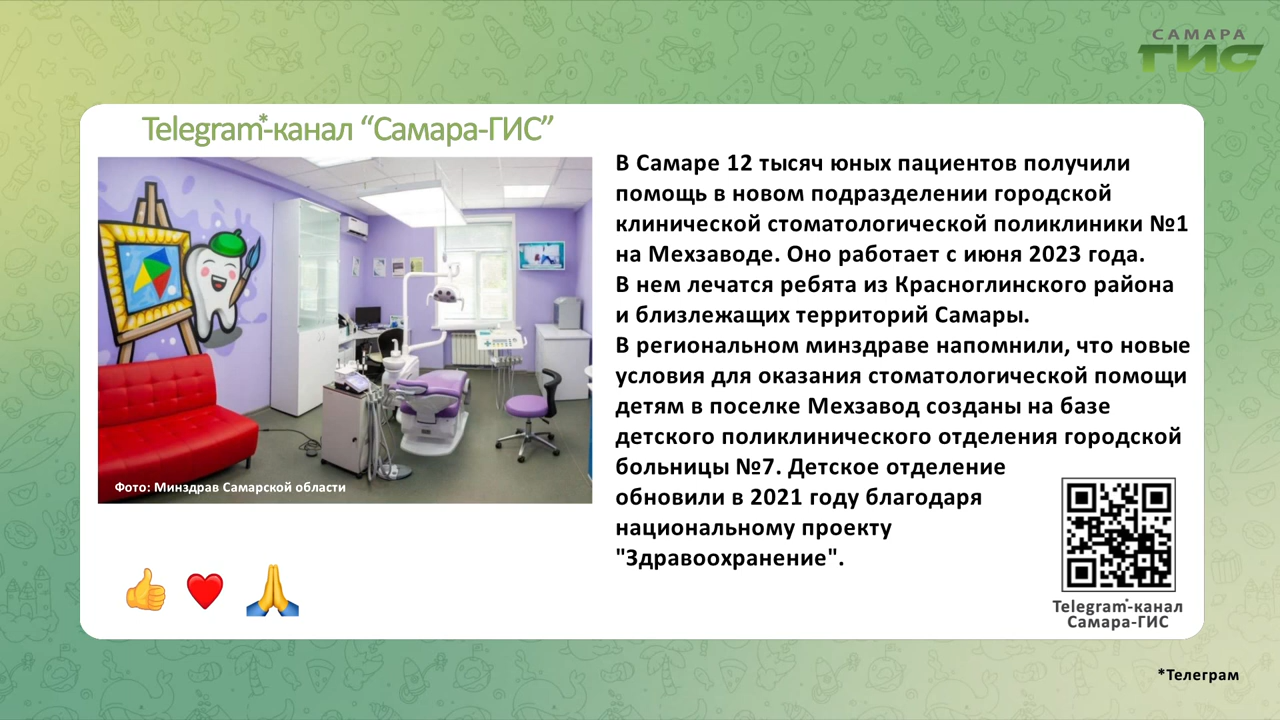 САМАРА
ГИС
Telegram*-канал “Самара-ГИС”
В Самаре 12 тысяч юных пациентов получили
помощь в новом подразделении городской
клинической стоматологической поликлиники №1
на Мехзаводе. Оно работает с июня 2023 года.
В нем лечатся ребята из Красноглинского района
и близлежащих территорий Самары.
В региональном минздраве напомнили, что новые
условия для оказания стоматологической помощи
детям в поселке Мехзавод созданы на базе
детского поликлинического отделения городской
больницы №7. Детское отделение
обновили в 2021 году благодаря
национальному проекту
"Здравоохранение".
Фото: Минздрав Самарской области
Telegram*-канал
Самара-ГИС
*Телеграм